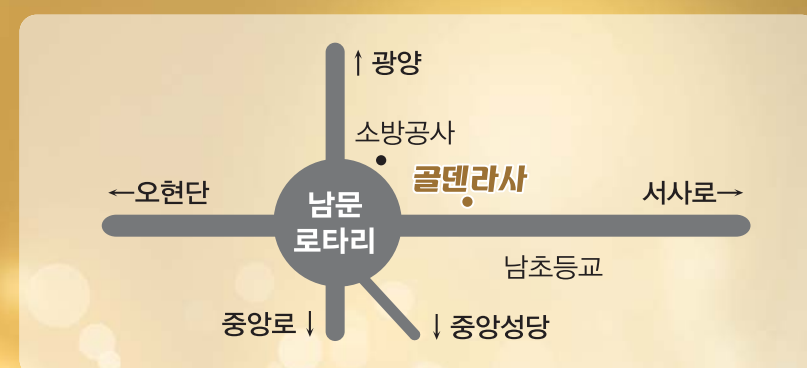 ↑ 광양
소방공사
골덴라사
←오현단
서사로→
남문
로타리
남초등교
중앙로 ↓
↓ 중앙성당